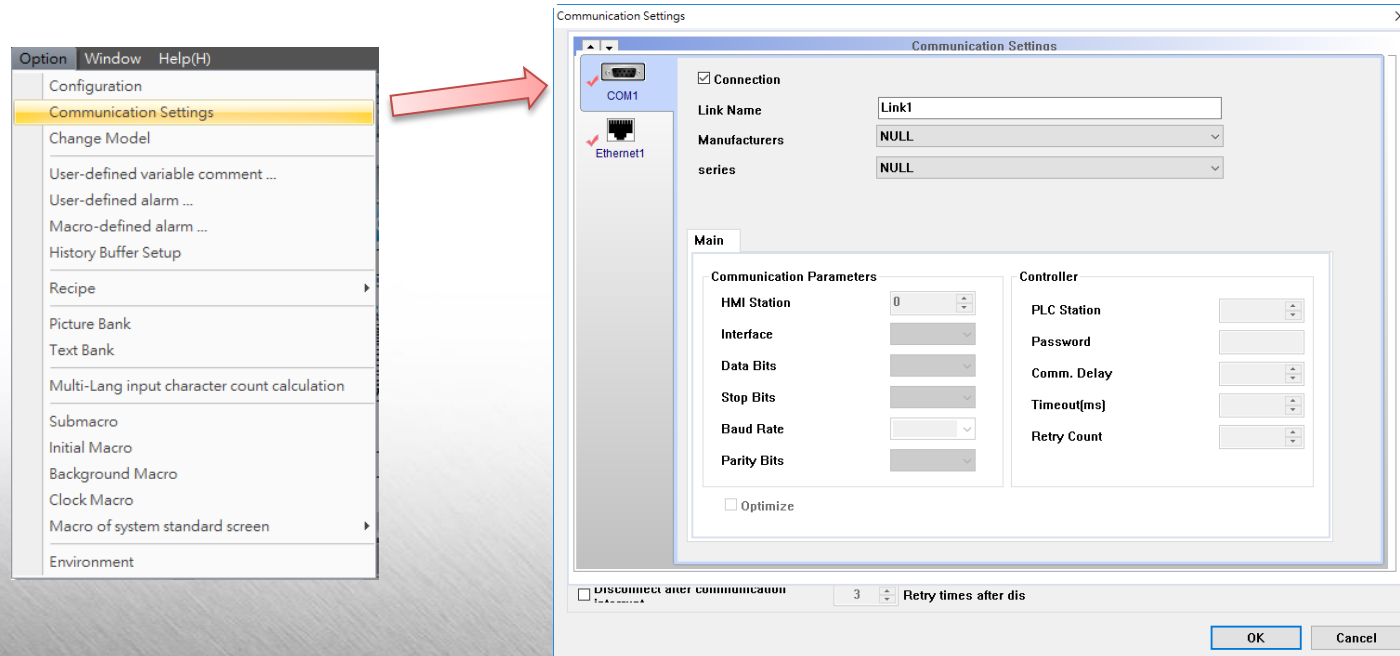 Option Window Help(H)
Configuration
Communication Settings
Change Model
User-defined variable comment ...
User-defined alarm ...
Macro-defined alarm ...
History Buffer Setup
Recipe
Picture Bank
Text Bank
Multi-Lang input character count calculation
Submacro
Initial Macro
Background Macro
Clock Macro
Macro of system standard screen
Environment
Communication Settings
Communication Settings
COM1
Ethernet1
Connection
Link Name Link1
Manufacturers NULL
series NULL
Main
Communication Parameters
HMI Station 0
Interface
Data Bits
Stop Bits
Baud Rate
Parity Bits
Controller
PLC Station
Password
Comm. Delay
Timeout(ms)
Retry Count
Optimize
Disconnect after communication
3 Retry times after dis
OK Cancel